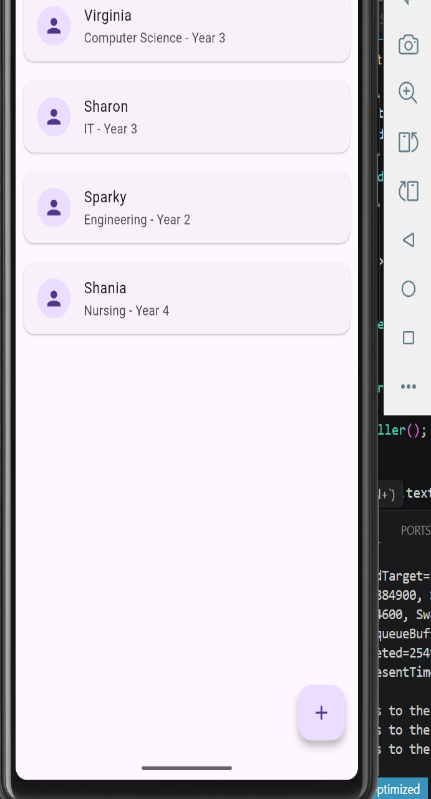 Virginia
Computer Science - Year 3
Sharon
IT - Year 3
Sparky
Engineering - Year 2
Shania
Nursing - Year 4
+
ller();
.text
PORTS
dTarget=
384900,
4600, Sw
queueBuf
eted=254
esentTim
s to the
s to the
s to the
ptimized